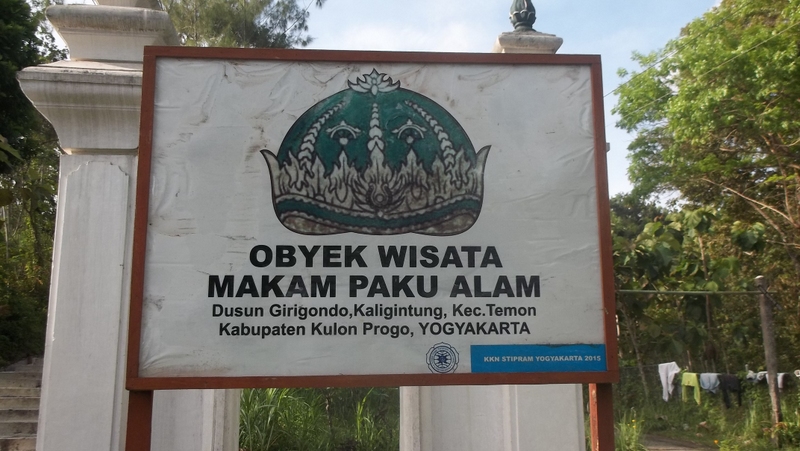 OBYEK WISATA
MAKAM PAKU ALAM
Dusun Girigondo,Kaligintung, Kec.Temon
Kabupaten Kulon Progo, YOGYAKARTA
KKN STIPRAM YOGYAKARTA 2015